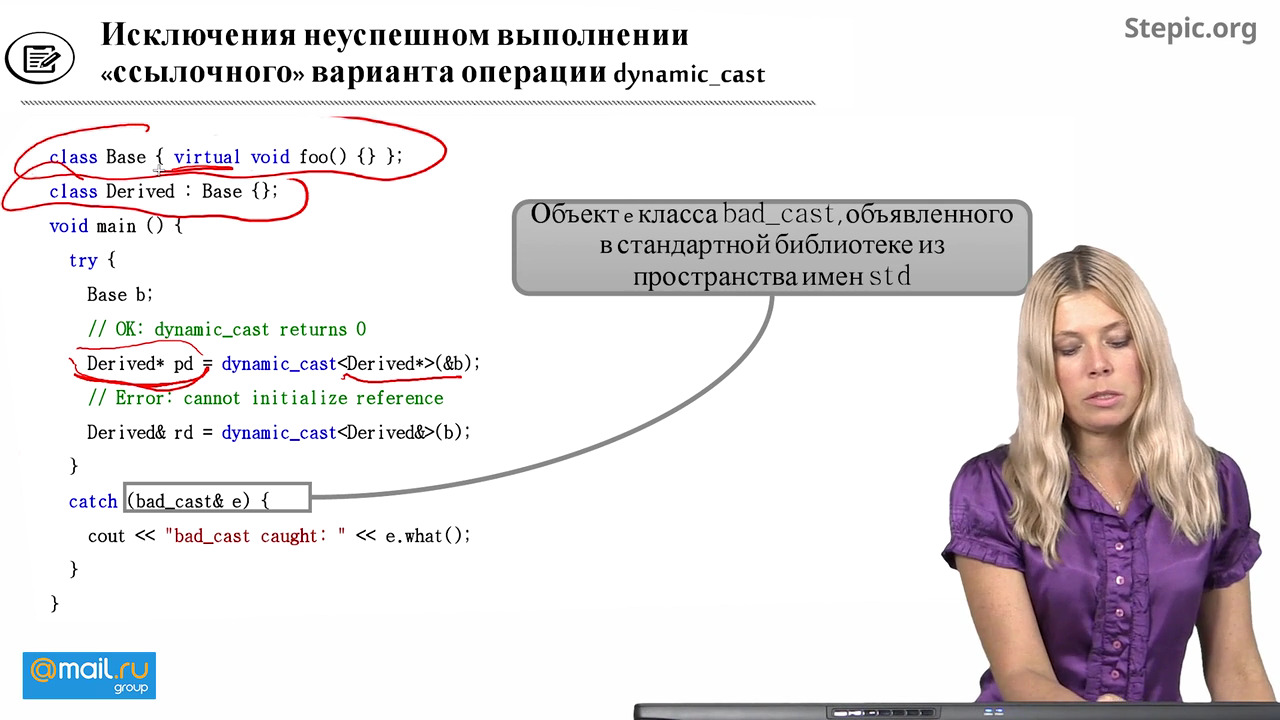 Исключения неуспешном выполнении
«ссылочного» варианта операции dynamic_cast
Stepic.org
class Base { virtual void foo() {} };
class Derived : Base {};
void main () {
try {
Base b;
// OK: dynamic_cast returns 0
Derived* pd = dynamic_cast<Derived*>(&b);
// Error: cannot initialize reference
Derived& rd = dynamic_cast<Derived&>(b);
}
catch (bad_cast& e) {
cout << "bad_cast caught: " << e.what();
}
}
Объект e класса bad_cast, объявленного
в стандартной библиотеке из
пространства имен std
@mail.ru
group